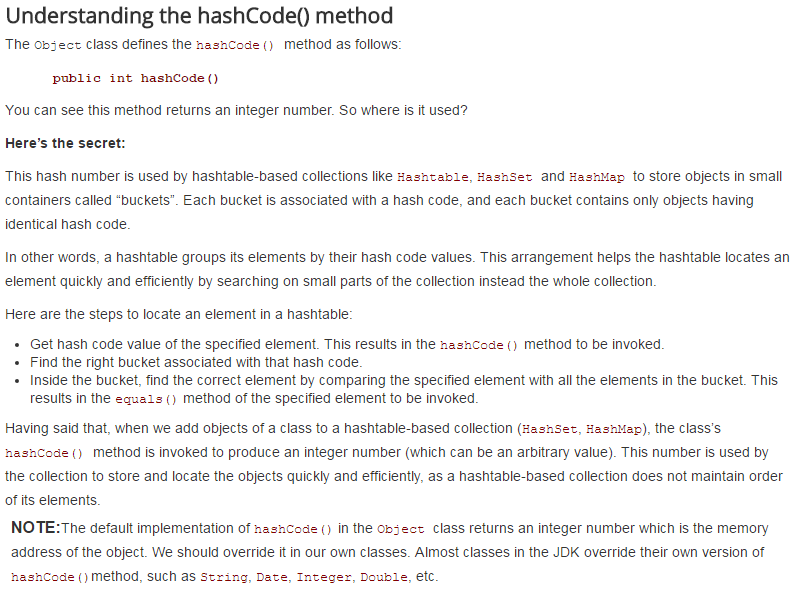 Understanding the hashCode() method
The Object class defines the hashCode() method as follows:
public int hashCode()
You can see this method returns an integer number. So where is it used?
Here's the secret:
This hash number is used by hashtable-based collections like Hashtable, HashSet and HashMap to store objects in small
containers called “buckets”. Each bucket is associated with a hash code, and each bucket contains only objects having
identical hash code.
In other words, a hashtable groups its elements by their hash code values. This arrangement helps the hashtable locates an
element quickly and efficiently by searching on small parts of the collection instead the whole collection.
Here are the steps to locate an element in a hashtable:
• Get hash code value of the specified element. This results in the hashCode() method to be invoked.
• Find the right bucket associated with that hash code.
• Inside the bucket, find the correct element by comparing the specified element with all the elements in the bucket. This
results in the equals() method of the specified element to be invoked.
Having said that, when we add objects of a class to a hashtable-based collection (HashSet, HashMap), the class's
hashCode() method is invoked to produce an integer number (which can be an arbitrary value). This number is used by
the collection to store and locate the objects quickly and efficiently, as a hashtable-based collection does not maintain order
of its elements.
NOTE:The default implementation of hashCode() in the Object class returns an integer number which is the memory
address of the object. We should override it in our own classes. Almost classes in the JDK override their own version of
hashCode()method, such as String, Date, Integer, Double, etc.